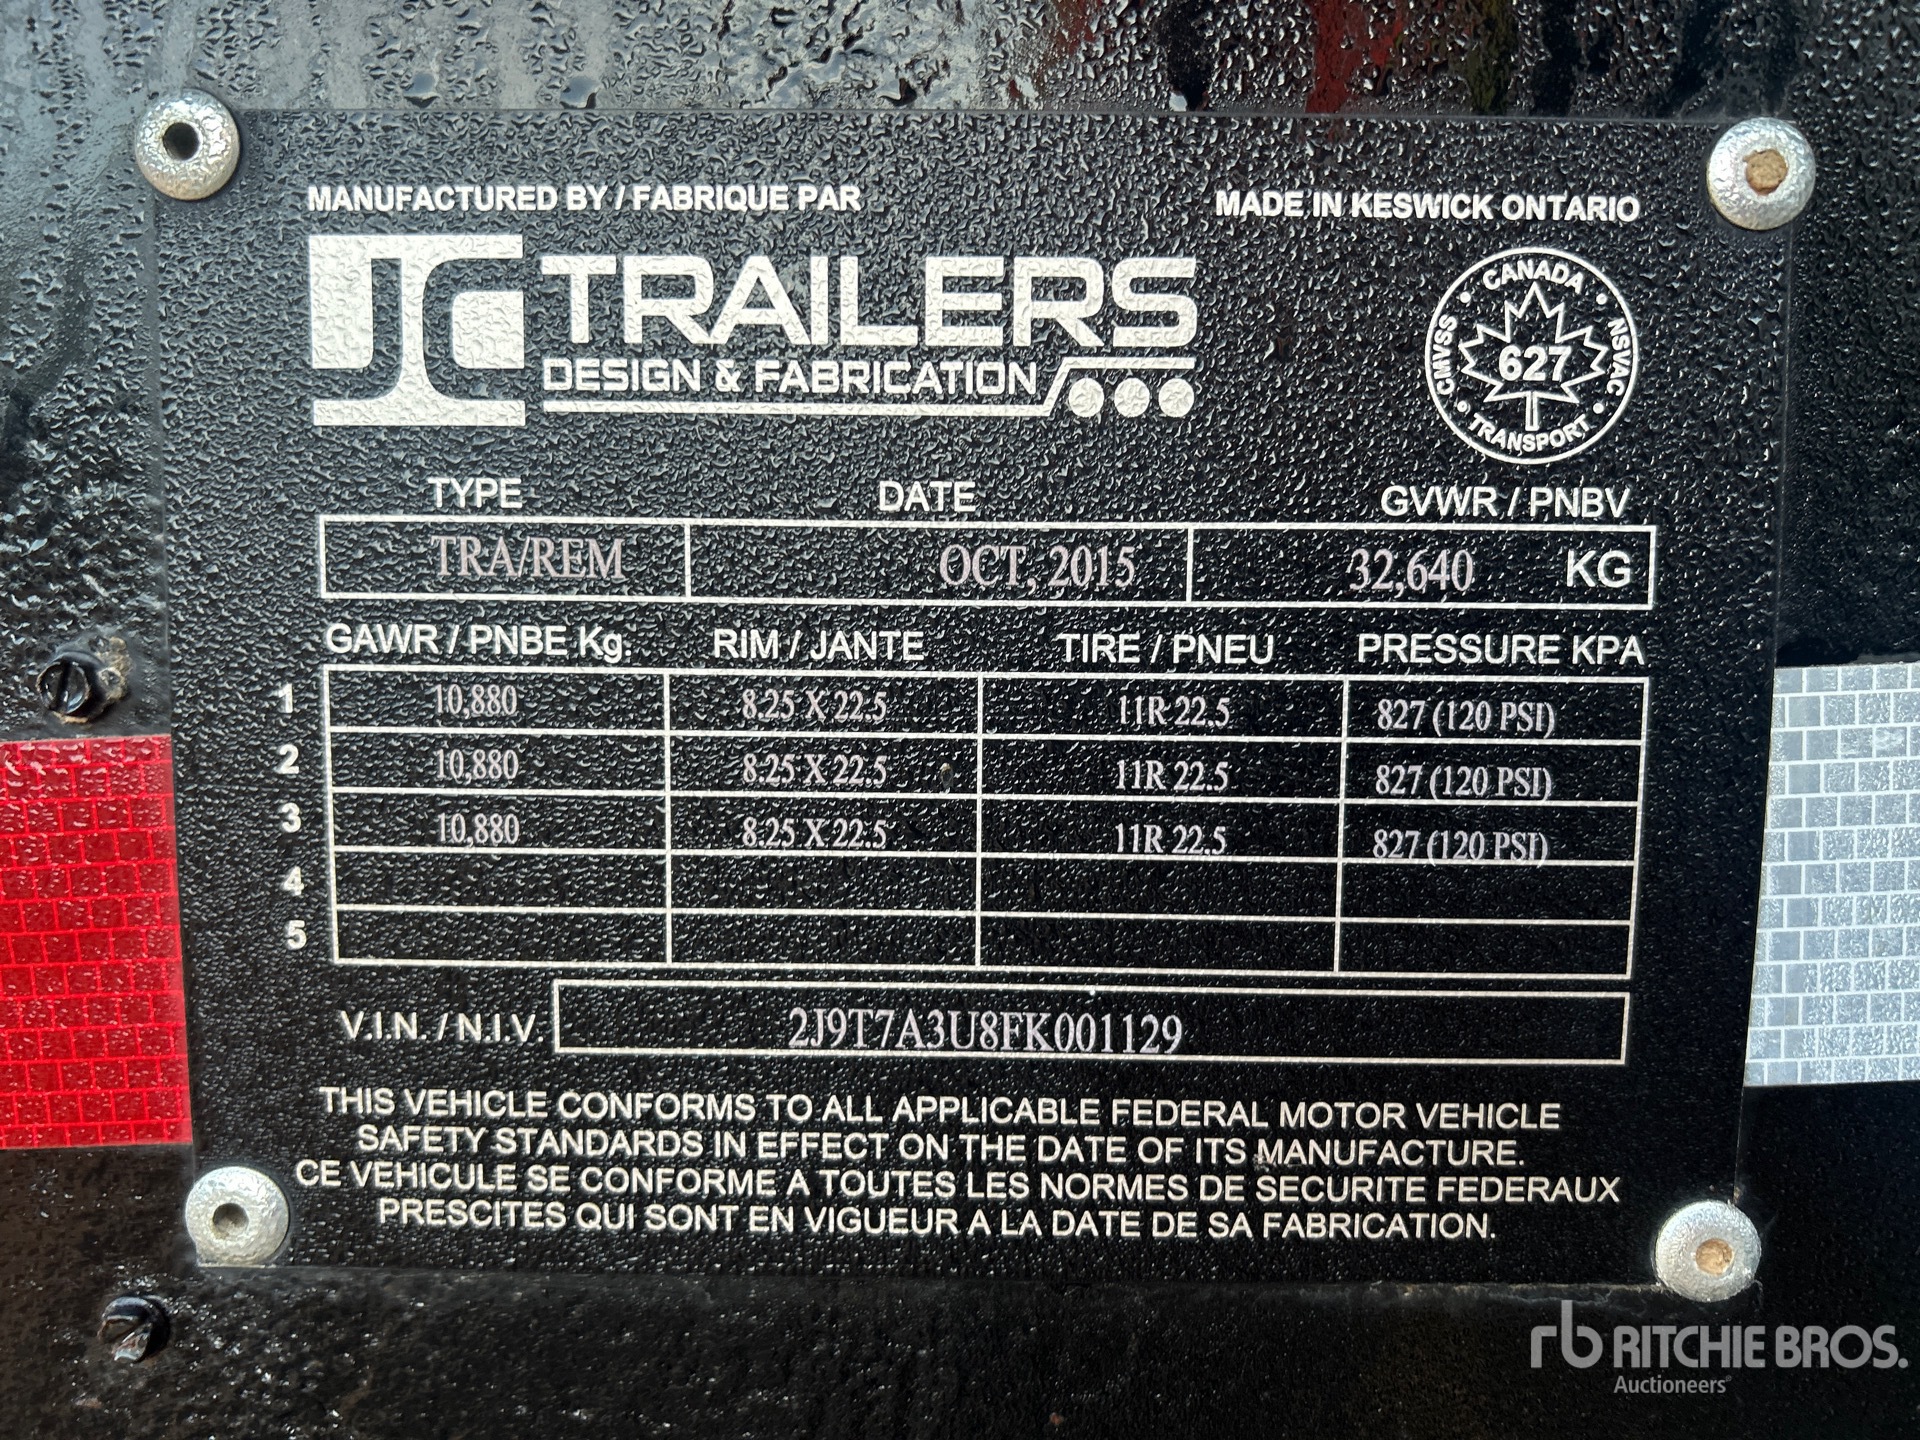 MANUFACTURED BY / FABRIQUE PAR
MADE IN KESWICK ONTARIO
JC TRAILERS
DESIGN & FABRICATION
CANADA
CMVSS 627 NSVAC
TRANSPORT
TYPE DATE GVWR / PNBV
TRA/REM OCT, 2015 32,640 KG
GAWR / PNBE Kg. RIM / JANTE TIRE / PNEU PRESSURE KPA
1 10,880 8.25 X 22.5 11R 22.5 827 (120 PSI)
2 10,880 8.25 X 22.5 11R 22.5 827 (120 PSI)
3 10,880 8.25 X 22.5 11R 22.5 827 (120 PSI)
4
5
V.I.N. / N.I.V. 2J9T7A3U8FK001129
THIS VEHICLE CONFORMS TO ALL APPLICABLE FEDERAL MOTOR VEHICLE
SAFETY STANDARDS IN EFFECT ON THE DATE OF ITS MANUFACTURE.
CE VEHICULE SE CONFORME A TOUTES LES NORMES DE SECURITE FEDERAUX
PRESCITES QUI SONT EN VIGUEUR A LA DATE DE SA FABRICATION.
rb RITCHIE BROS.
Auctioneers